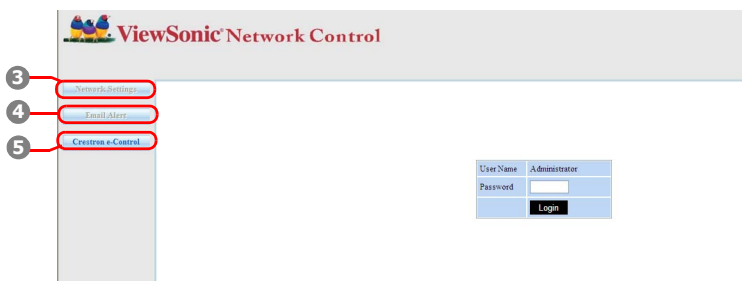 ViewSonic® Network Control
3
Network Settings
4
Email Alert
5
Crestron e-Control
User Name Administrator
Password
Login